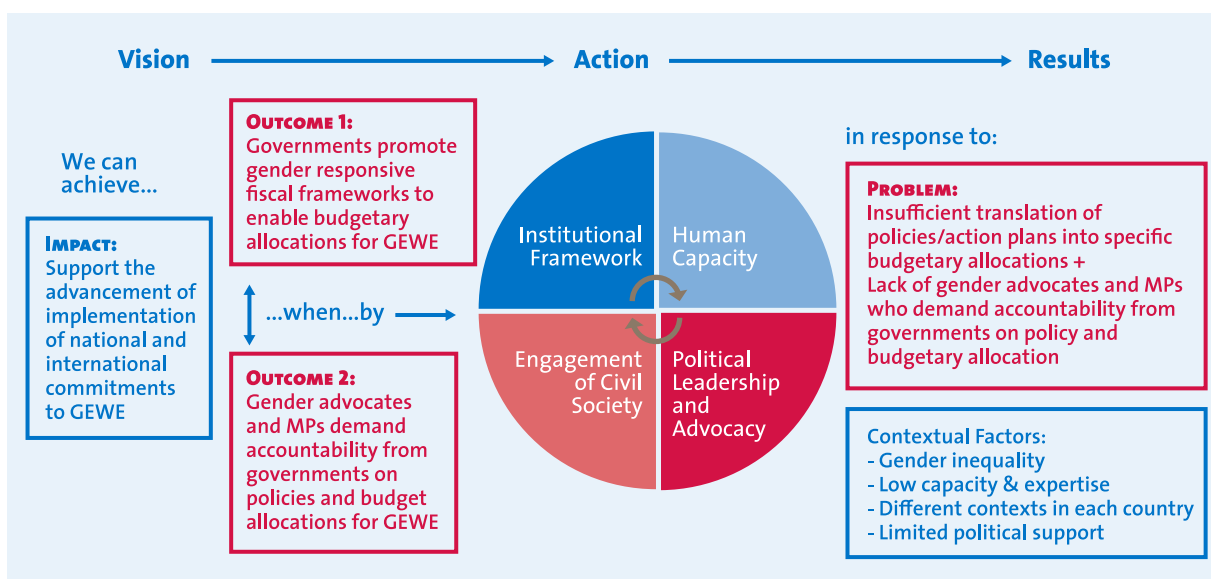 Vision
Action
Results
We can
achieve...
IMPACT:
Support the
advancement of
implementation
of national and
international
commitments
to GEWE
OUTCOME 1:
Governments promote
gender responsive
fiscal frameworks to
enable budgetary
allocations for GEWE
...when...by
OUTCOME 2:
Gender advocates
and MPs demand
accountability from
governments on
policies and budget
allocations for GEWE
Institutional
Framework
Human
Capacity
Engagement
of Civil
Society
Political
Leadership
and
Advocacy
in response to:
PROBLEM:
Insufficient translation of
policies/action plans into specific
budgetary allocations +
Lack of gender advocates and MPs
who demand accountability from
governments on policy and
budgetary allocation
Contextual Factors:
- Gender inequality
- Low capacity & expertise
- Different contexts in each country
- Limited political support